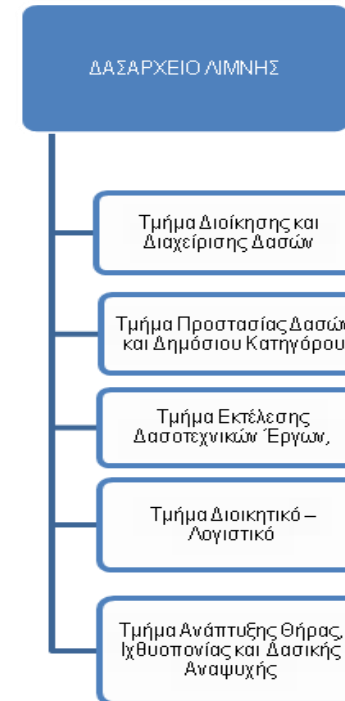 ΔΑΣΑΡΧΕΙΟ ΛΙΜΝΗΣ
Τμήμα Διοίκησης και
Διαχείρισης Δασών
Τμήμα Προστασίας Δασών
και Δημόσιου Κατηγόρου
Τμήμα Εκτέλεσης
Δασοτεχνικών Έργων,
Τμήμα Διοικητικό –
Λογιστικό
Τμήμα Ανάπτυξης Θήρας,
Ιχθυοπονίας και Δασικής
Αναψυχής